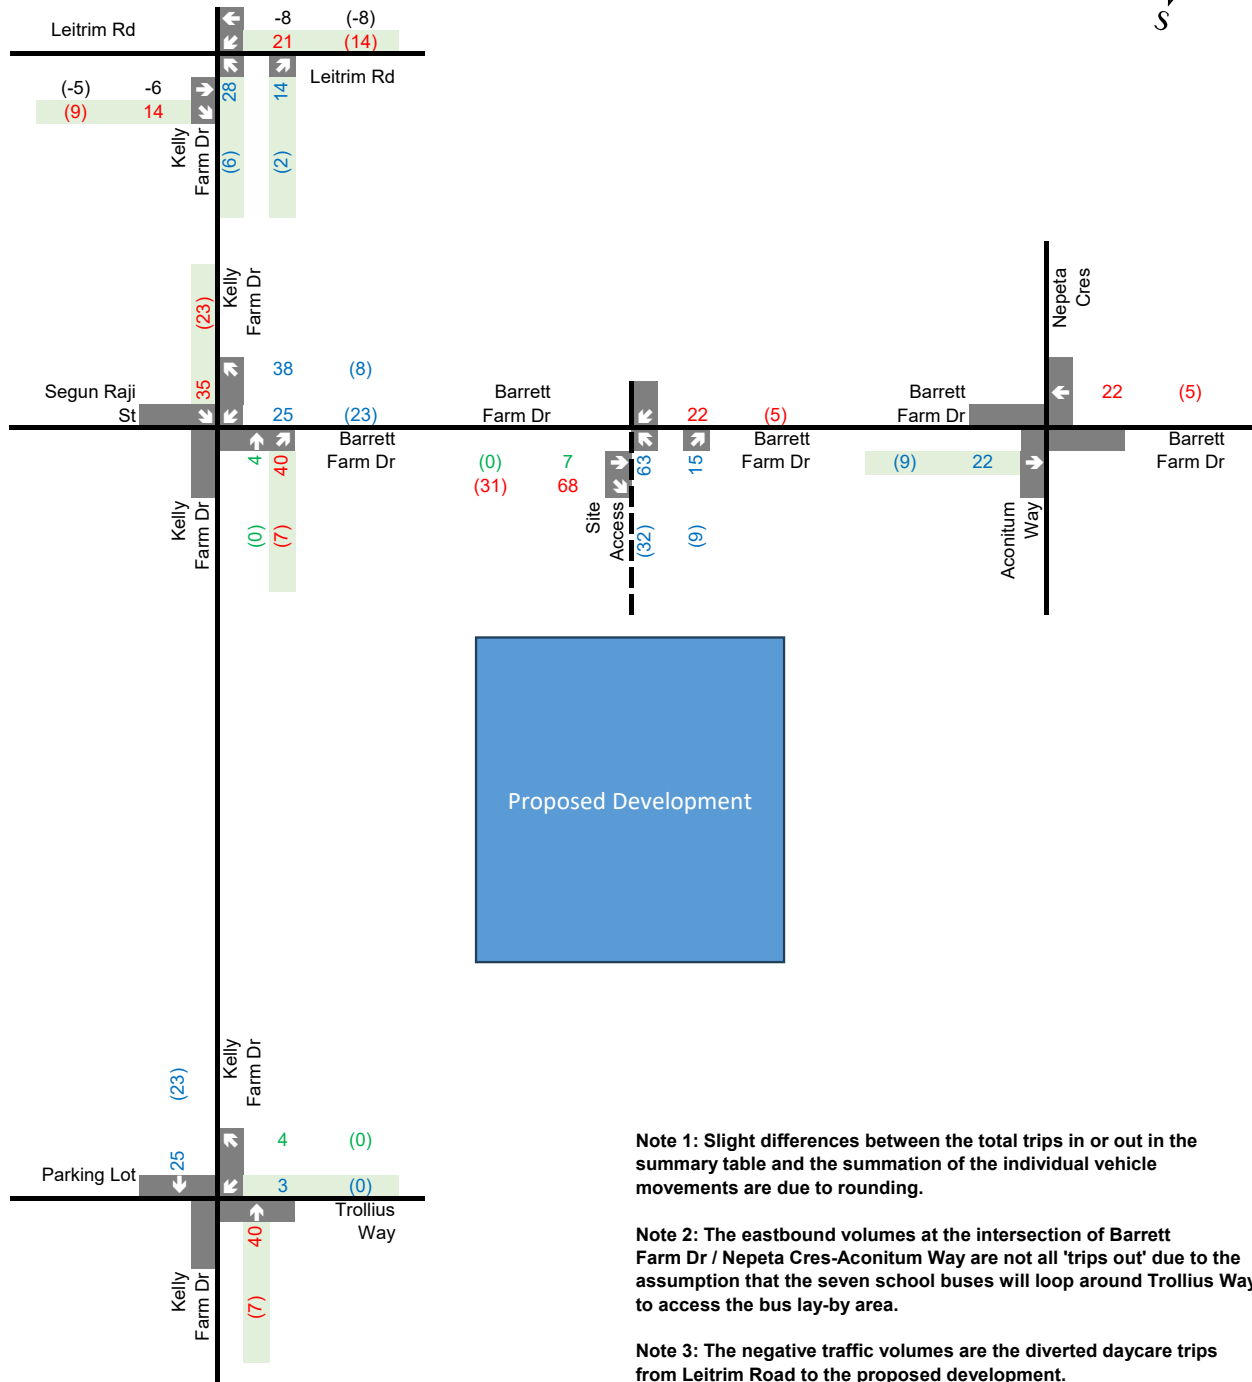 S
Leitrim Rd
-8 (-8)
21 (14)
(-5) -6
(9) 14
28
14
(6)
(2)
Leitrim Rd
Kelly
Farm Dr
(23)
35
Kelly
Farm Dr
38 (8)
25 (23)
Segun Raji
St
Barrett
Farm Dr
4
40
(0)
(7)
Kelly
Farm Dr
Barrett
Farm Dr
22 (5)
Barrett
Farm Dr
(0) 7
(31) 68
63
15
(32)
(9)
Site
Access
Nepeta
Cres
Barrett
Farm Dr
22 (5)
Barrett
Farm Dr
(9) 22
Aconitum
Way
Proposed Development
(23)
25
Kelly
Farm Dr
4 (0)
3 (0)
Parking Lot
Trollius
Way
40
(7)
Kelly
Farm Dr
Note 1: Slight differences between the total trips in or out in the
summary table and the summation of the individual vehicle
movements are due to rounding.
Note 2: The eastbound volumes at the intersection of Barrett
Farm Dr / Nepeta Cres-Aconitum Way are not all 'trips out' due to the
assumption that the seven school buses will loop around Trollius Way
to access the bus lay-by area.
Note 3: The negative traffic volumes are the diverted daycare trips
from Leitrim Road to the proposed development.